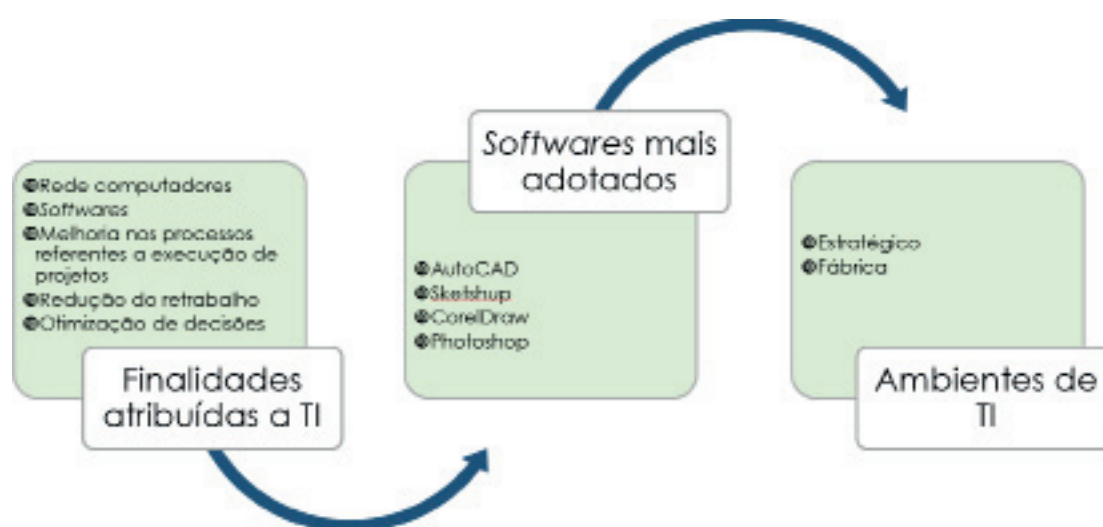 Rede computadores
Softwares
Melhoria nos processos
referentes a execução de
projetos
Redução do retrabalho
Otimização de decisões
Finalidades
atribuídas a TI
Softwares mais
adotados
AutoCAD
Sketshup
CorelDraw
Photoshop
Estratégico
Fábrica
Ambientes de
TI